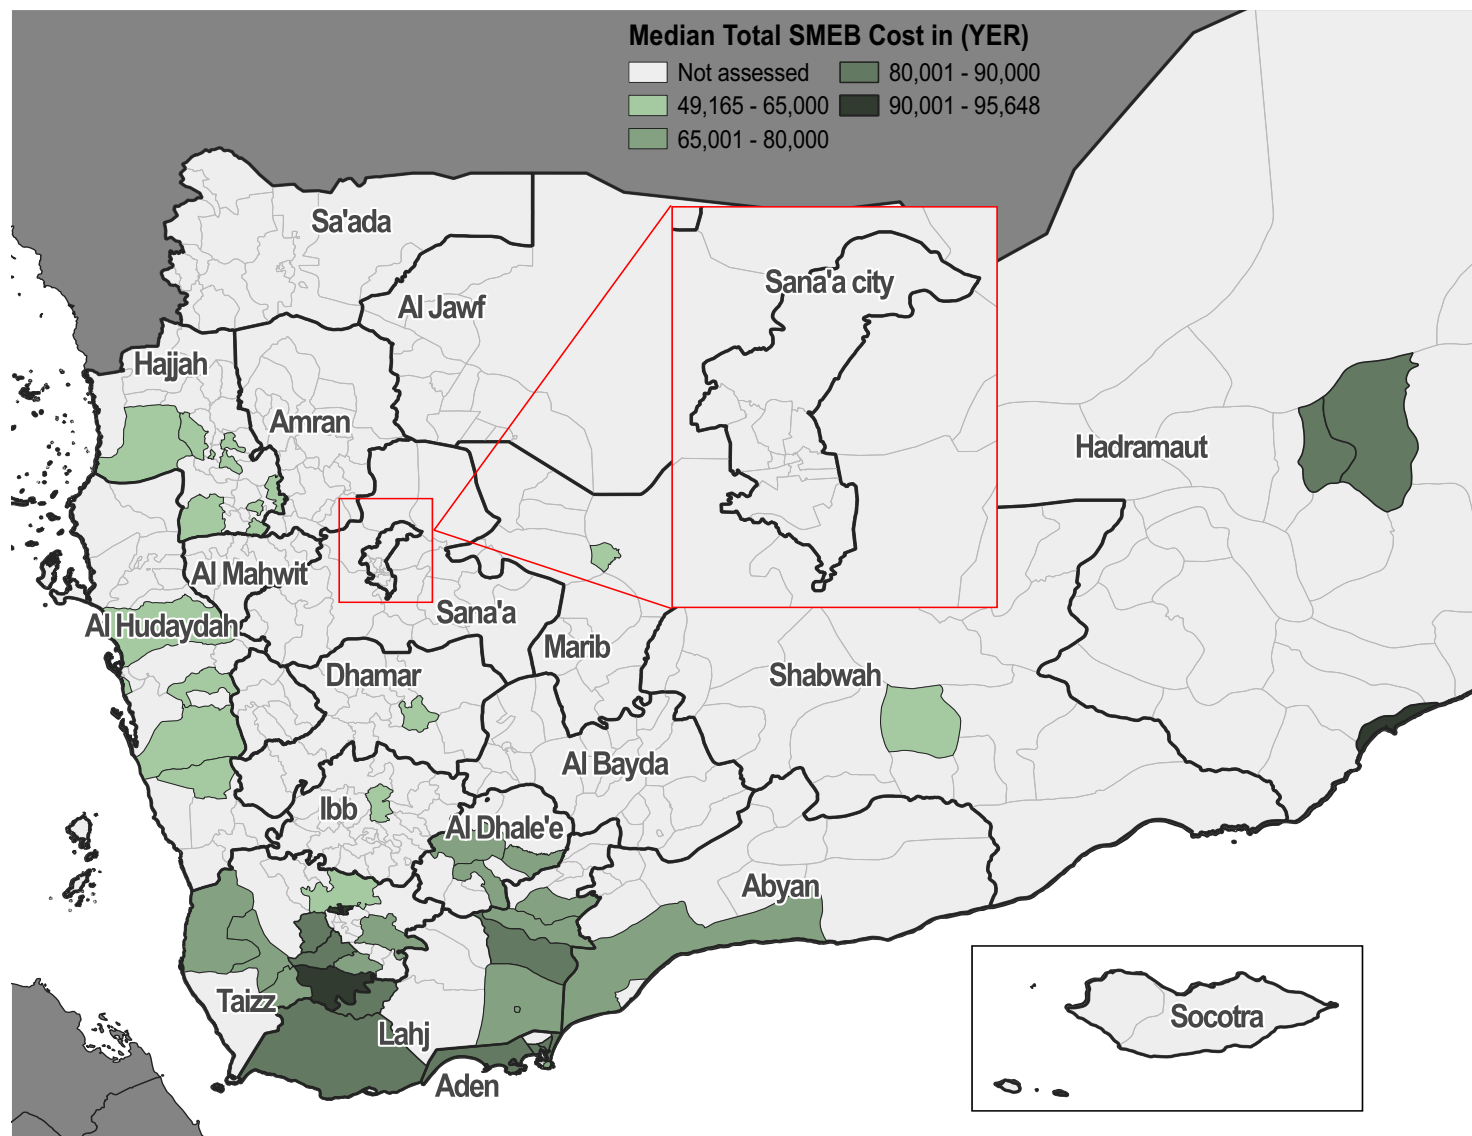 Median Total SMEB Cost in (YER)
Not assessed
80,001 - 90,000
49,165 - 65,000
90,001 - 95,648
65,001 - 80,000
Sa'ada
Al Jawf
Sana'a city
Hajjah
Amran
Hadramaut
Al Mahwit
Sana'a
Al Hudaydah
Marib
Dhamar
Shabwah
Al Bayda
Ibb
Al Dhale'e
Abyan
Taizz
Lahj
Socotra
Aden